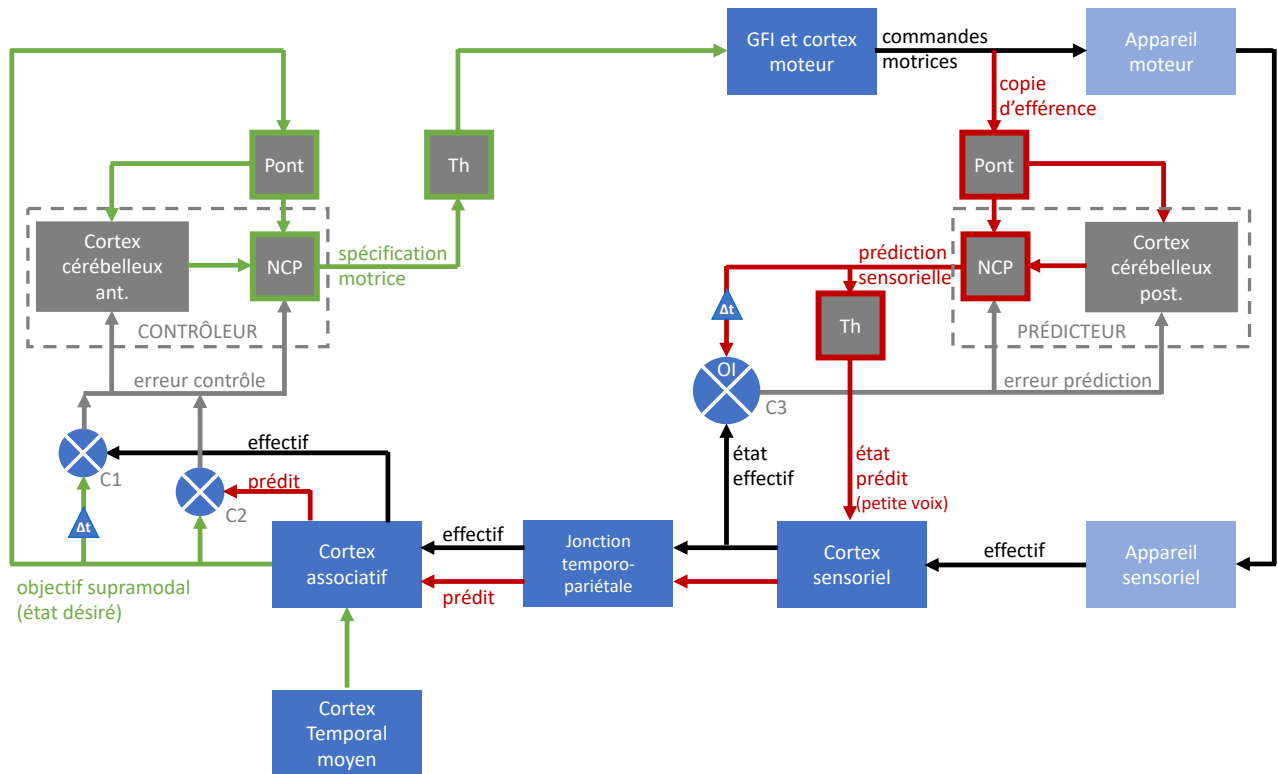 GFI et cortex
moteur
commandes
motrices
Appareil
moteur
copie
d'efférence
Pont
Th
Pont
Cortex
cérébelleux
ant.
NCP
spécification
motrice
CONTRÔLEUR
prédiction
sensorielle
NCP
Cortex
cérébelleux
post.
Δt
Th
PRÉDICTEUR
erreur contrôle
OI
C3
erreur prédiction
effectif
C1
prédit
C2
Δt
état
effectif
état
prédit
(petite voix)
objectif supramodal
(état désiré)
Cortex
associatif
effectif
prédit
Jonction
temporo-
pariétale
Cortex
sensoriel
effectif
Appareil
sensoriel
Cortex
Temporal
moyen